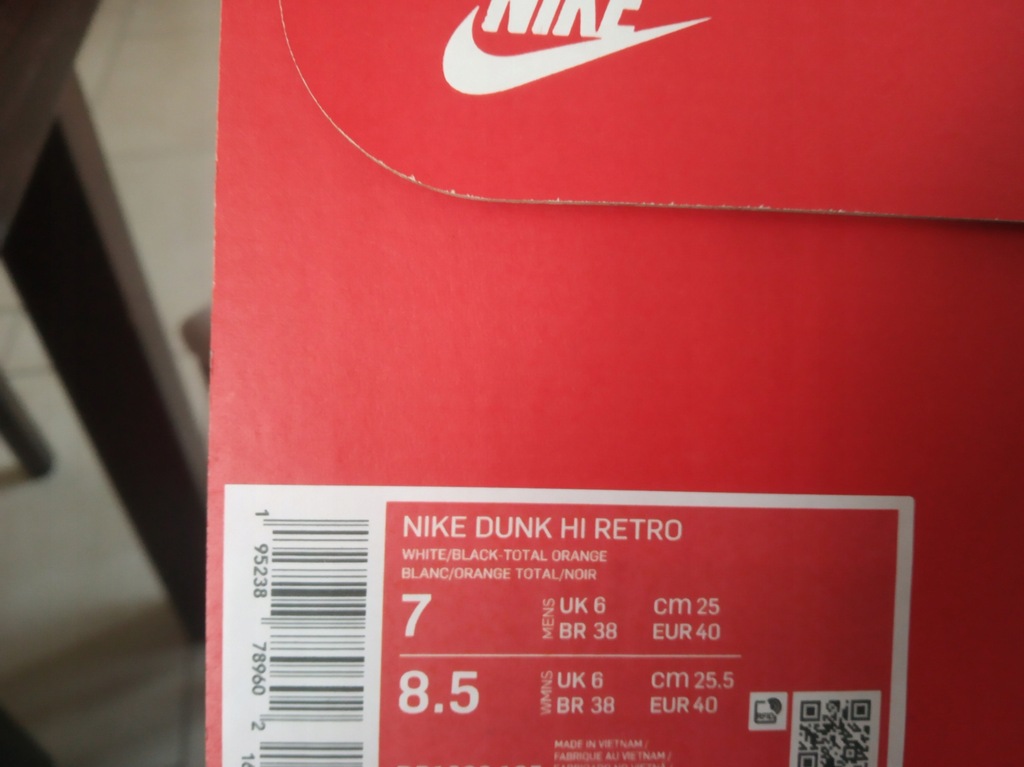 NIKE
NIKE DUNK HI RETRO
WHITE/BLACK-TOTAL ORANGE
BLANC/ORANGE TOTAL/NOIR
7 MENS UK 6 cm 25
BR 38 EUR 40
8.5 WMNS UK 6 cm 25.5
BR 38 EUR 40
MADE IN VIETNAM /
FABRIQUE AU VIETNAM /
1 95238 78960 2